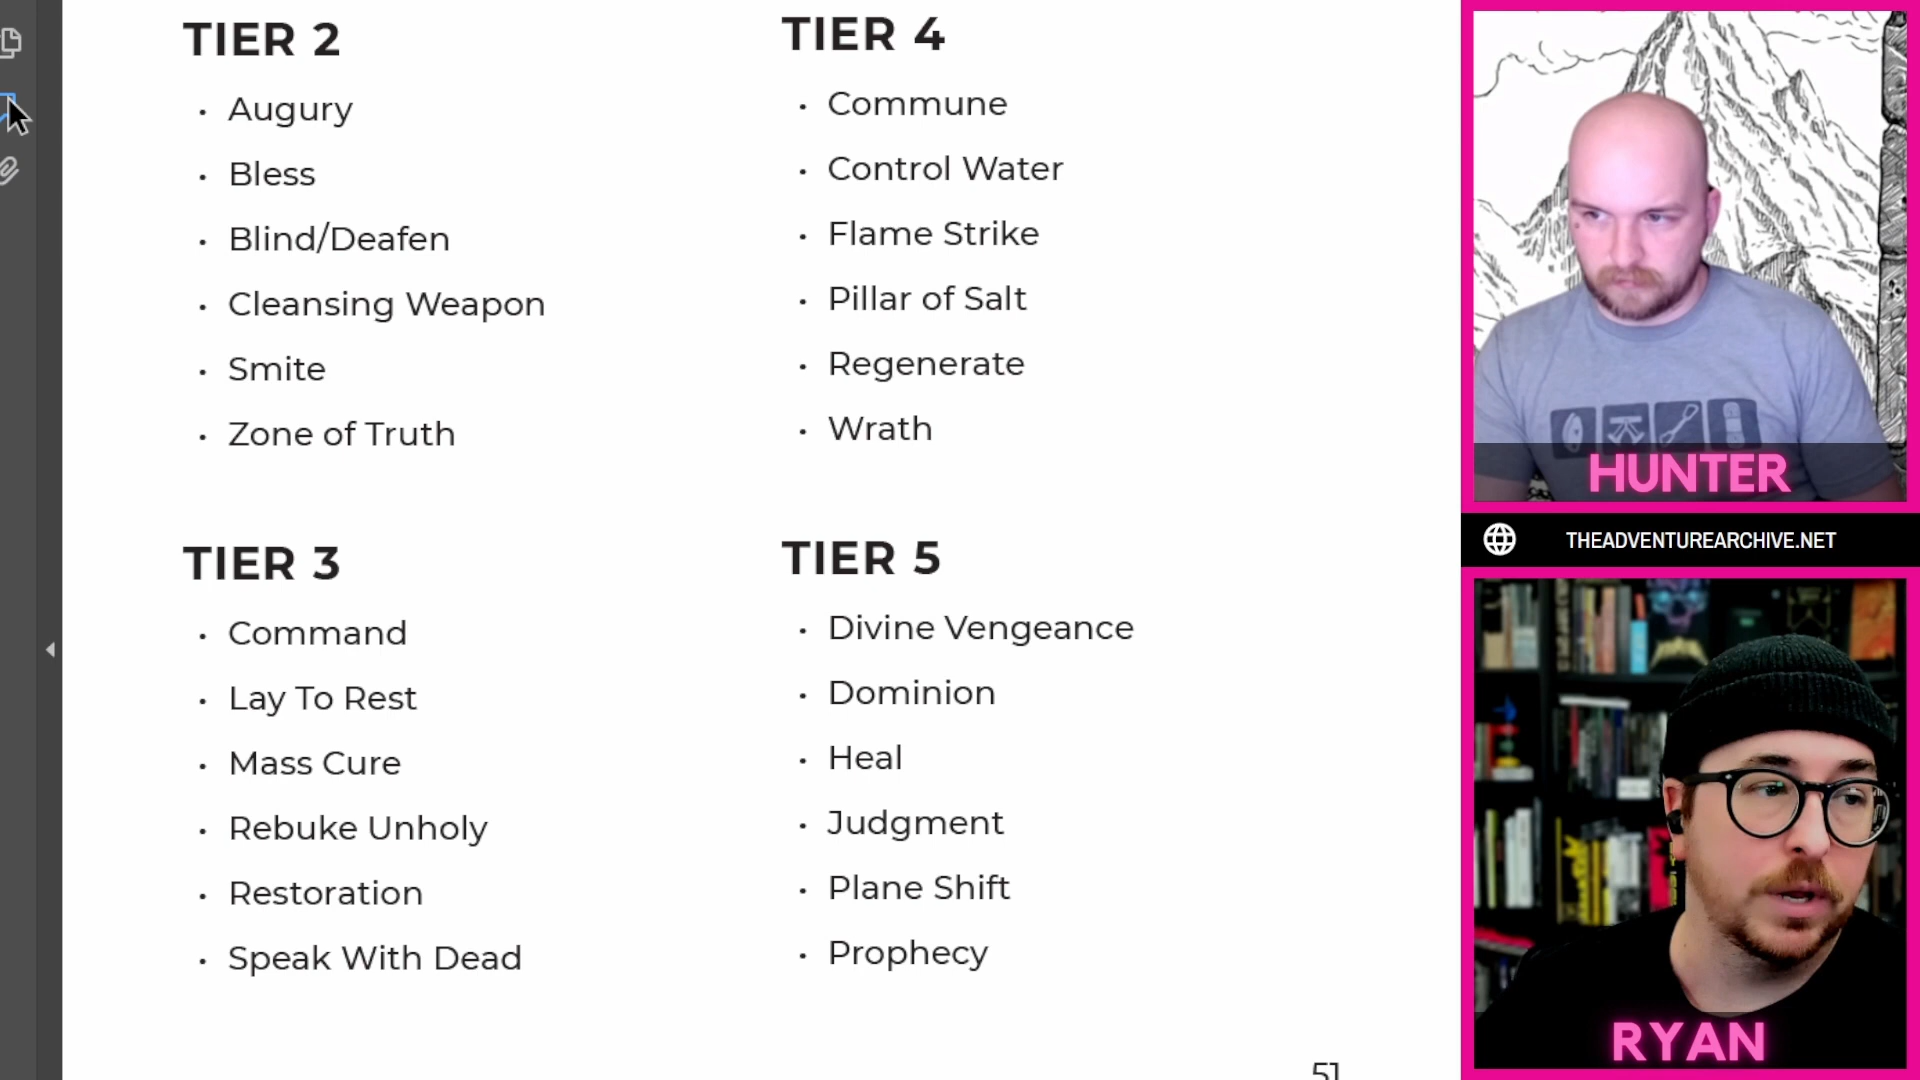 TIER 2
• Augury
• Bless
• Blind/Deafen
• Cleansing Weapon
• Smite
• Zone of Truth
TIER 3
• Command
• Lay To Rest
• Mass Cure
• Rebuke Unholy
• Restoration
• Speak With Dead
TIER 4
• Commune
• Control Water
• Flame Strike
• Pillar of Salt
• Regenerate
• Wrath
TIER 5
• Divine Vengeance
• Dominion
• Heal
• Judgment
• Plane Shift
• Prophecy
51
HUNTER
THEADVENTUREARCHIVE.NET
RYAN